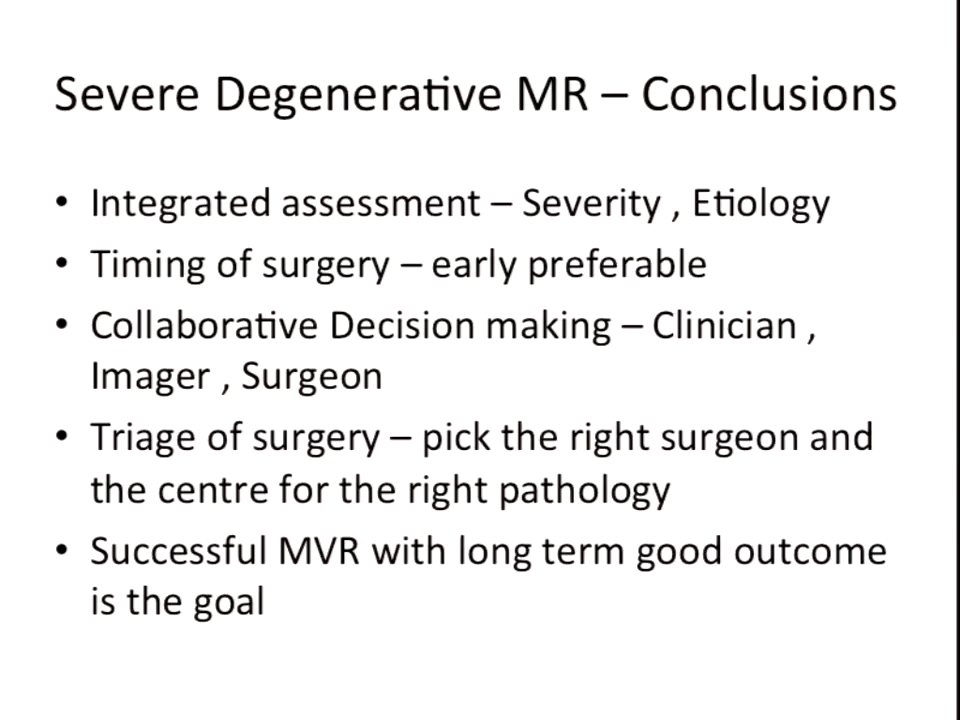 Severe Degenerative MR – Conclusions
• Integrated assessment – Severity , Etiology
• Timing of surgery – early preferable
• Collaborative Decision making – Clinician ,
Imager , Surgeon
• Triage of surgery – pick the right surgeon and
the centre for the right pathology
• Successful MVR with long term good outcome
is the goal